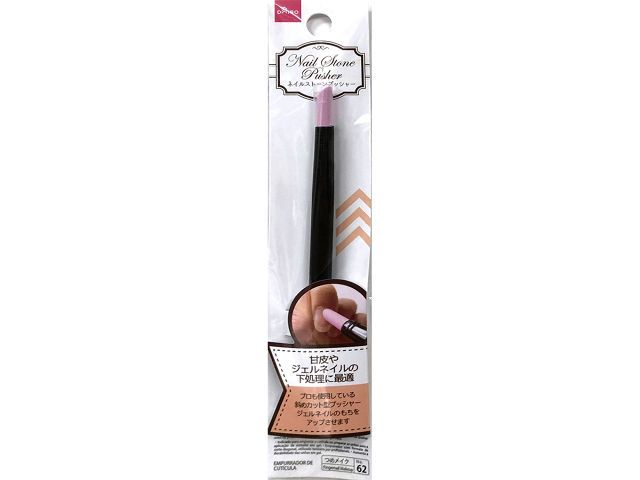 DAISO
Nail Stone
Pusher
ネイルストーンプッシャー
甘皮や
ジェルネイルの
下処理に最適
プロも使用している
斜めカット型プッシャー
ジェルネイルのもちを
アップさせます
EMPURRADOR DE
CUTÍCULA
つめメイク
Fingernail Makeup
No.
62